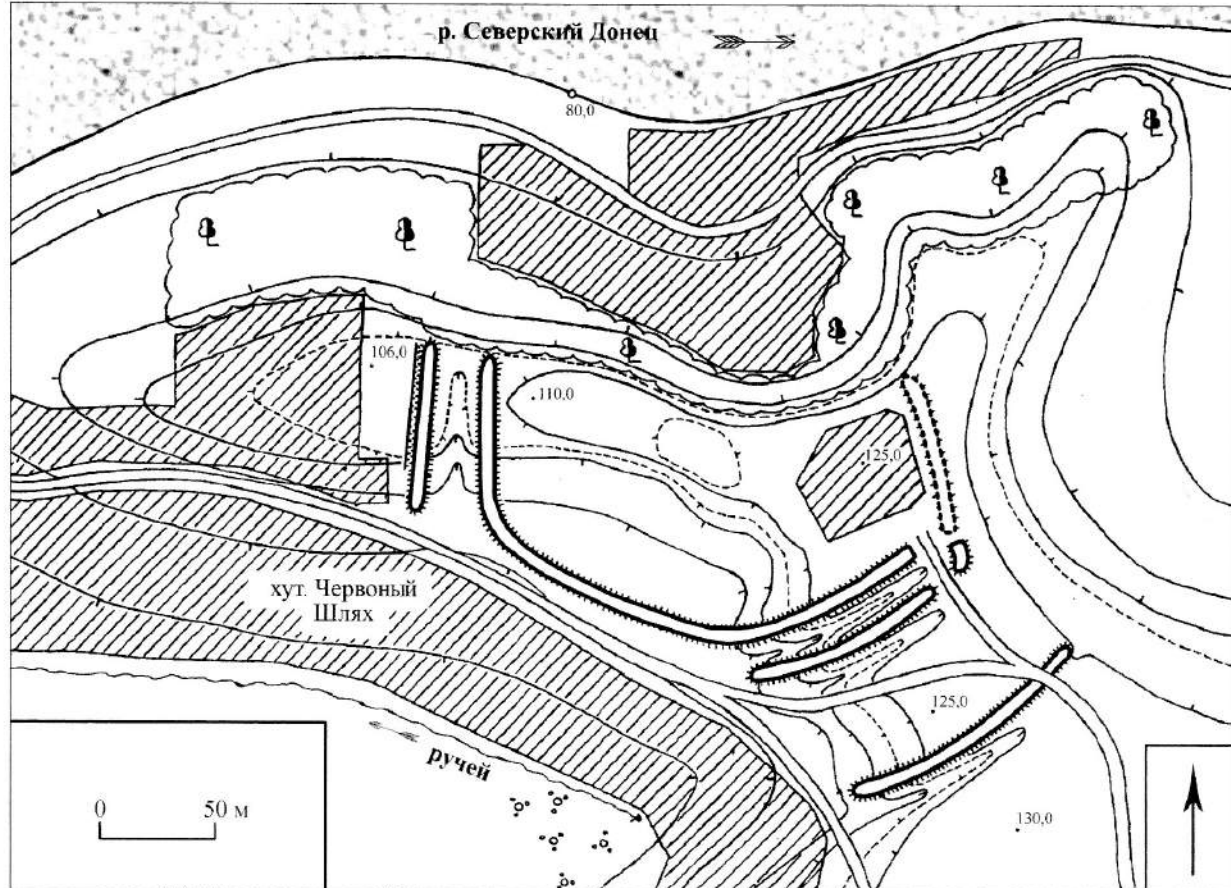 р. Северский Донец
80,0
106,0
110,0
125,0
хут. Червоный
Шлях
125,0
ручей
0 50 м
130,0